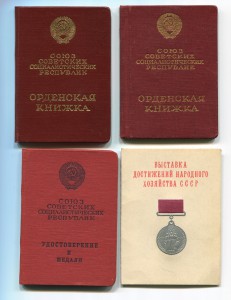 СОЮЗ
СОВЕТСКИХ
СОЦИАЛИСТИЧЕСКИХ
РЕСПУБЛИК
ОРДЕНСКАЯ
КНИЖКА
СОЮЗ
СОВЕТСКИХ
СОЦИАЛИСТИЧЕСКИХ
РЕСПУБЛИК
ОРДЕНСКАЯ
КНИЖКА
СОЮЗ
СОВЕТСКИХ
СОЦИАЛИСТИЧЕСКИХ
РЕСПУБЛИК
УДОСТОВЕРЕНИЕ
К
МЕДАЛИ
ВЫСТАВКА
ДОСТИЖЕНИЙ НАРОДНОГО
ХОЗЯЙСТВА СССР